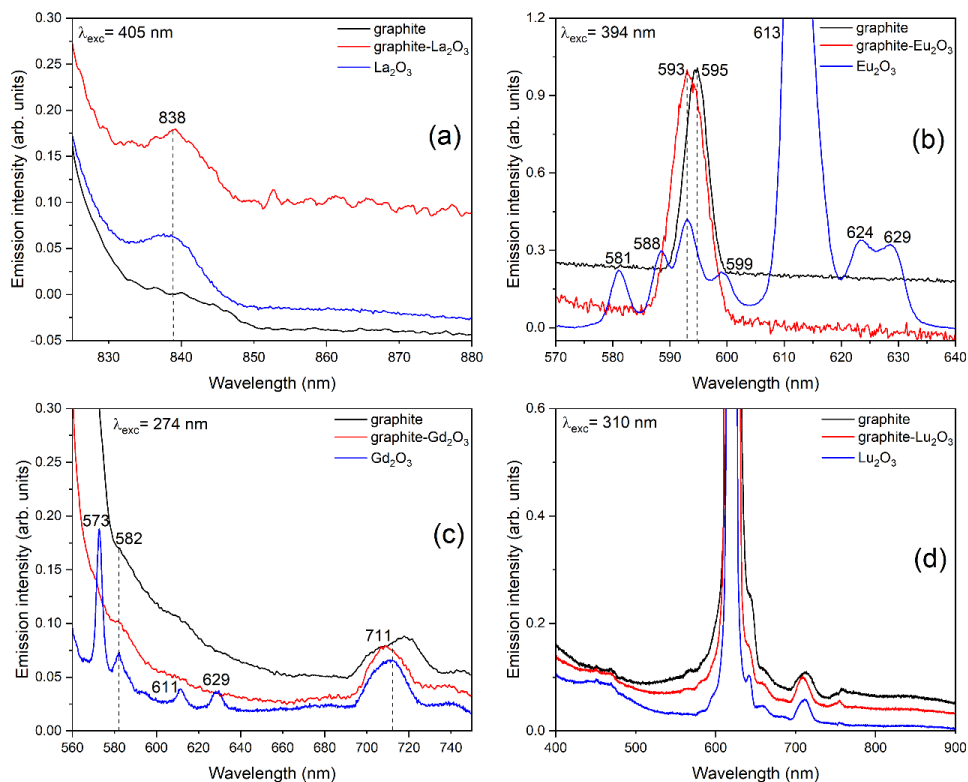 λexc = 405 nm
graphite
graphite-La₂O₃
La₂O₃
838
(a)
Emission intensity (arb. units)
0.30
0.25
0.20
0.15
0.10
0.05
0.00
-0.05
830 840 850 860 870 880
Wavelength (nm)
λexc = 394 nm
graphite
graphite-Eu₂O₃
Eu₂O₃
613
593
595
(b)
581
588
599
624
629
Emission intensity (arb. units)
1.2
0.9
0.6
0.3
0.0
570 580 590 600 610 620 630 640
Wavelength (nm)
λexc = 274 nm
graphite
graphite-Gd₂O₃
Gd₂O₃
573
582
(c)
611
629
711
Emission intensity (arb. units)
0.30
0.25
0.20
0.15
0.10
0.05
0.00
560 580 600 620 640 660 680 700 720 740
Wavelength (nm)
λexc = 310 nm
graphite
graphite-Lu₂O₃
Lu₂O₃
(d)
Emission intensity (arb. units)
0.6
0.4
0.2
0.0
400 500 600 700 800 900
Wavelength (nm)